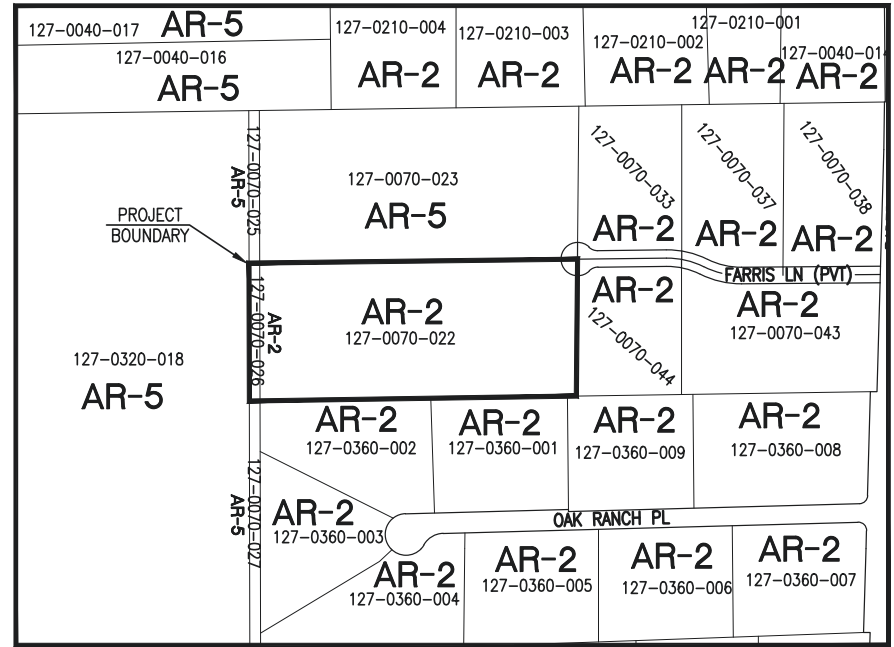 127-0040-017 AR-5
127-0040-016
AR-5
127-0210-004
AR-2
127-0210-003
AR-2
127-0210-002
AR-2
127-0210-001
AR-2
127-0040-01
AR-2
127-0070-025
AR-5
127-0070-023
AR-5
127-0070-033
AR-2
127-0070-037
AR-2
127-0070-038
AR-2
PROJECT
BOUNDARY
FARRIS LN (PVT)
127-0070-026
AR-2
AR-2
127-0070-022
AR-2
127-0070-044
AR-2
127-0070-043
127-0320-018
AR-5
AR-2
127-0360-002
AR-2
127-0360-001
AR-2
127-0360-009
AR-2
127-0360-008
127-0070-027
AR-5
AR-2
127-0360-003
OAK RANCH PL
AR-2
127-0360-004
AR-2
127-0360-005
AR-2
127-0360-006
AR-2
127-0360-007